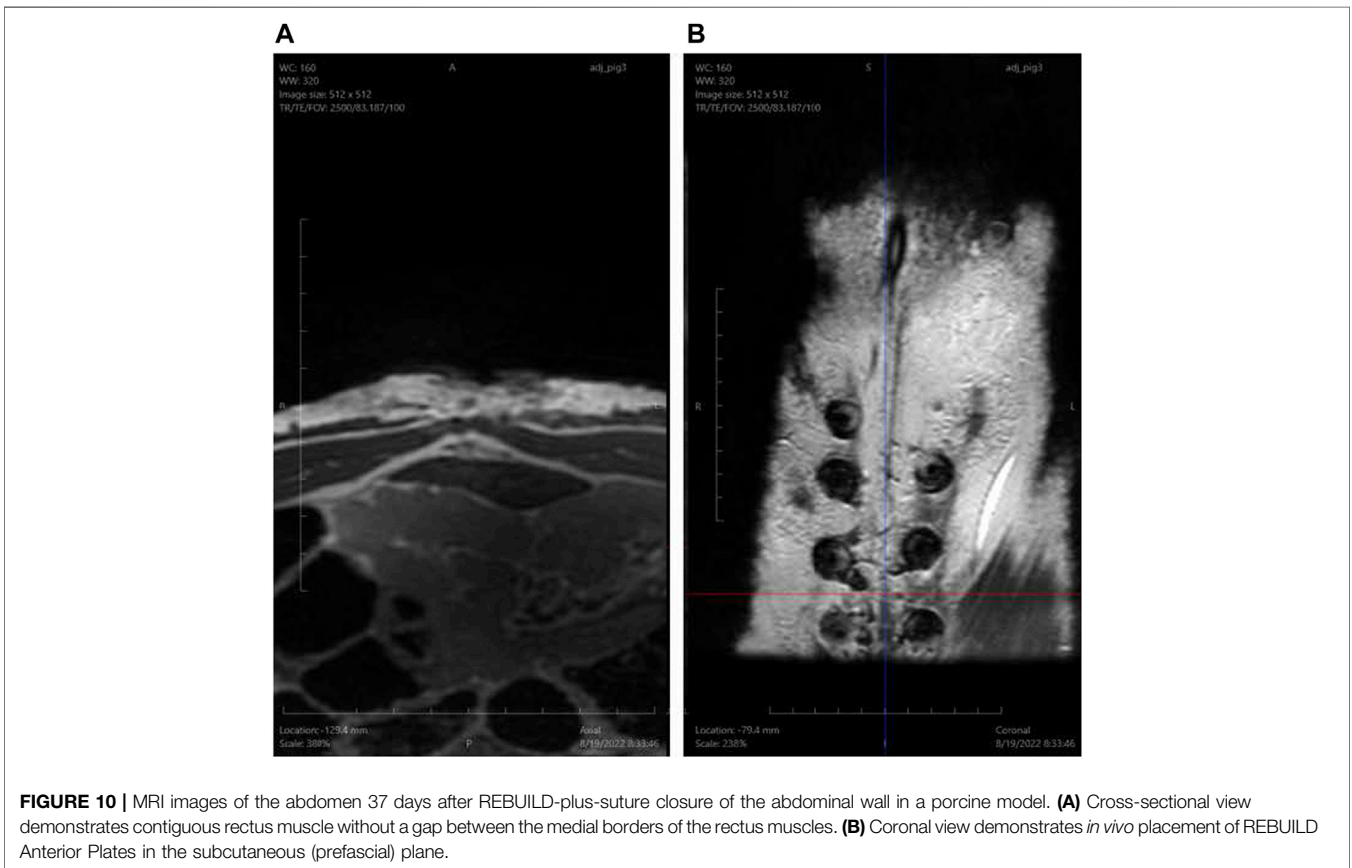 A
B
WC: 160
WW: 320
Image size: 512 x 512
TR/TE/FOV: 2500/83.187/100
A
adj_pig3
R
L
Location: -129.4 mm
Scale: 380%
P
Axial
8/19/2022 8:33:46
WC: 160
WW: 320
Image size: 512 x 512
TR/TE/FOV: 2500/83.187/100
S
adj_pig3
R
L
Location: -79.4 mm
Scale: 238%
I
Coronal
8/19/2022 8:33:46
FIGURE 10 | MRI images of the abdomen 37 days after REBUILD-plus-suture closure of the abdominal wall in a porcine model. (A) Cross-sectional view
demonstrates contiguous rectus muscle without a gap between the medial borders of the rectus muscles. (B) Coronal view demonstrates in vivo placement of REBUILD
Anterior Plates in the subcutaneous (prefascial) plane.